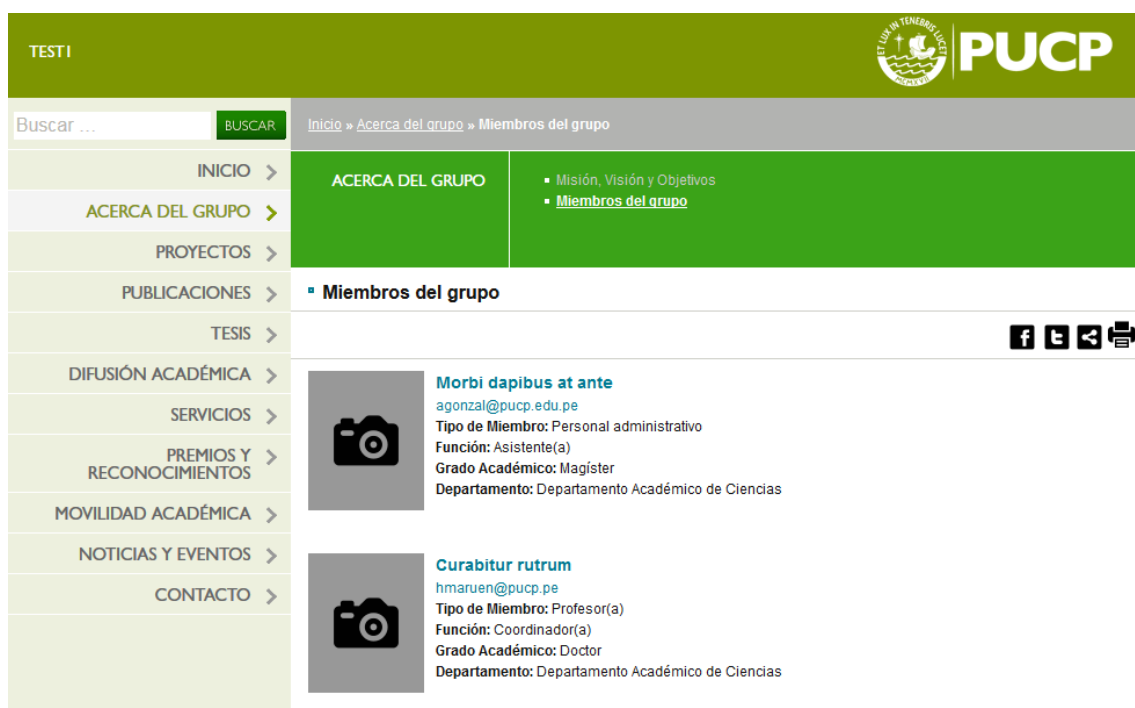 TEST I
ET LUX IN TENEBRIS LUCET
MCMXVII
PUCP
Buscar ...
BUSCAR
Inicio » Acerca del grupo » Miembros del grupo
INICIO
ACERCA DEL GRUPO
PROYECTOS
PUBLICACIONES
TESIS
DIFUSIÓN ACADÉMICA
SERVICIOS
PREMIOS Y
RECONOCIMIENTOS
MOVILIDAD ACADÉMICA
NOTICIAS Y EVENTOS
CONTACTO
ACERCA DEL GRUPO
Misión, Visión y Objetivos
Miembros del grupo
Miembros del grupo
Morbi dapibus at ante
agonzal@pucp.edu.pe
Tipo de Miembro: Personal administrativo
Función: Asistente(a)
Grado Académico: Magíster
Departamento: Departamento Académico de Ciencias
Curabitur rutrum
hmaruen@pucp.pe
Tipo de Miembro: Profesor(a)
Función: Coordinador(a)
Grado Académico: Doctor
Departamento: Departamento Académico de Ciencias